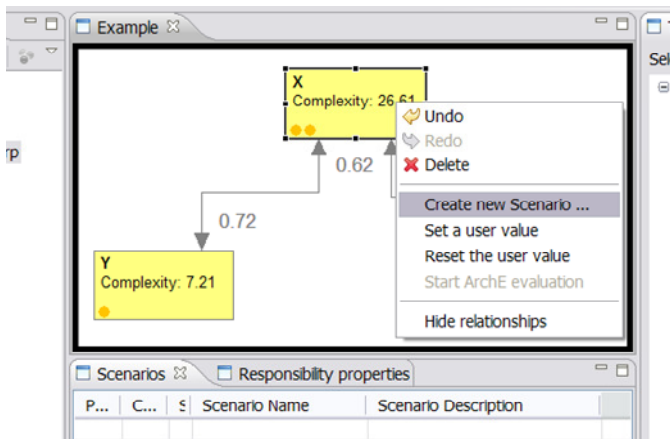 Example
Sel
rp
X
Complexity: 26.61
0.62
0.72
Y
Complexity: 7.21
Undo
Redo
Delete
Create new Scenario ...
Set a user value
Reset the user value
Start ArchE evaluation
Hide relationships
Scenarios
Responsibility properties
P... C... S Scenario Name Scenario Description